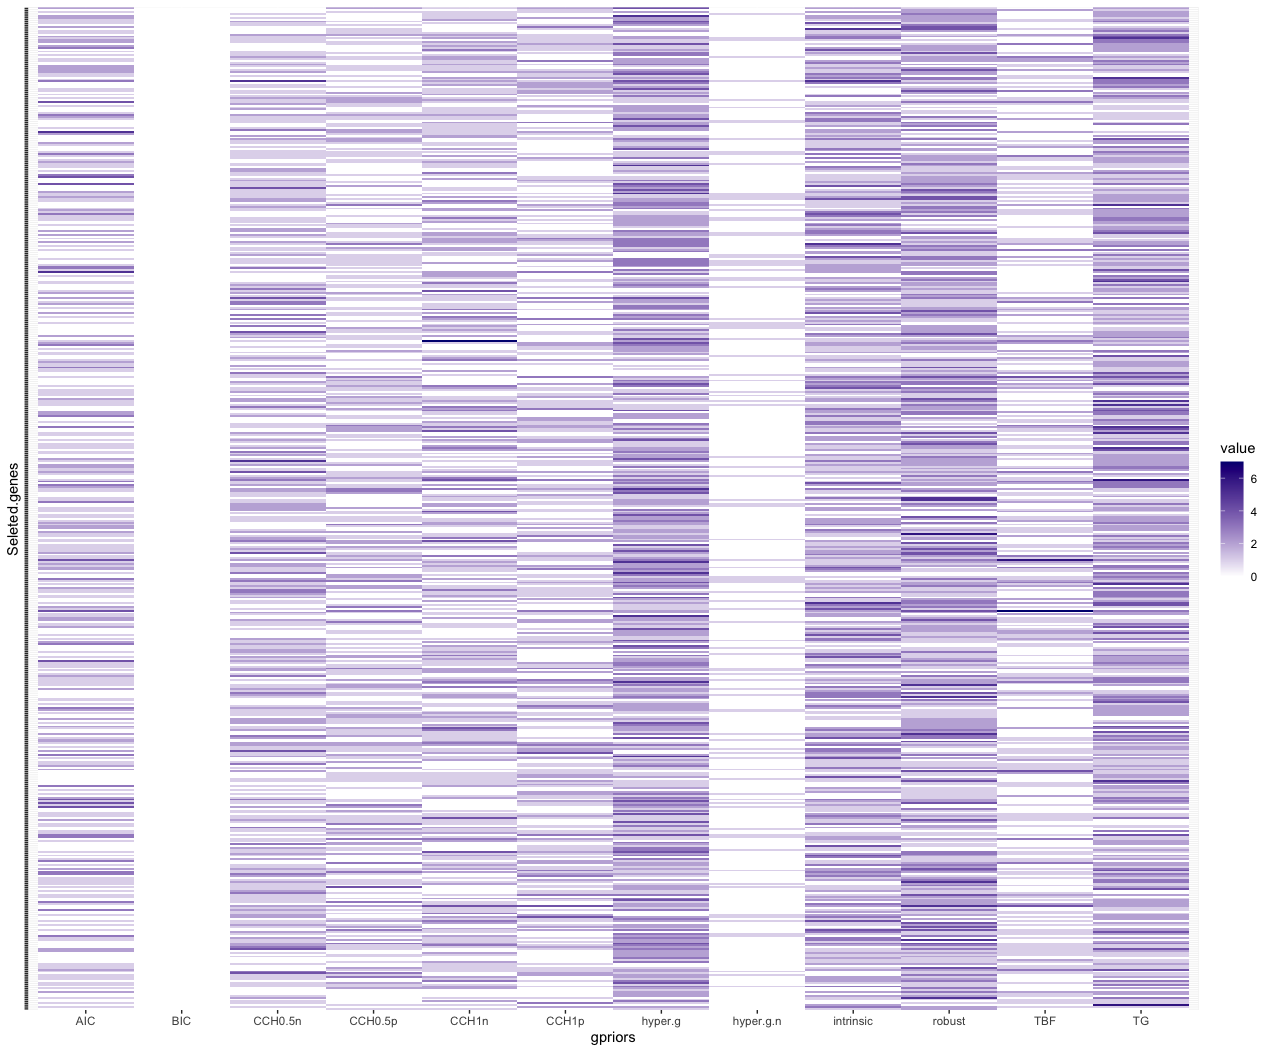 Seleted.genes
value
6
4
2
0
AIC BIC CCH0.5n CCH0.5p CCH1n CCH1p hyper.g hyper.g.n intrinsic robust TBF TG
gpriors